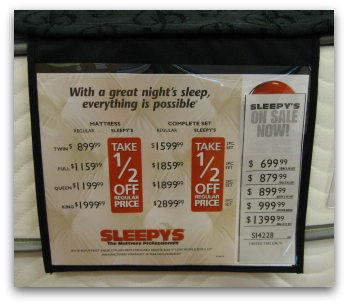 With a great night's sleep,
everything is possible
MATTRESS COMPLETE SET
REGULAR SLEEPY'S REGULAR SLEEPY'S
TWIN $899.99 $1599.99
FULL $1159.99 $1859.99
QUEEN $1199.99 $1899.99
KING $1999.99 $2899.99
TAKE
1/2
OFF
REGULAR
PRICE
TAKE
1/2
OFF
REGULAR
PRICE
SLEEPY'S
The Mattress Professionals
SLEEPY'S
ON SALE
NOW!
$699.99
$879.99
$899.99
$999.99
$1399.99
SI4228